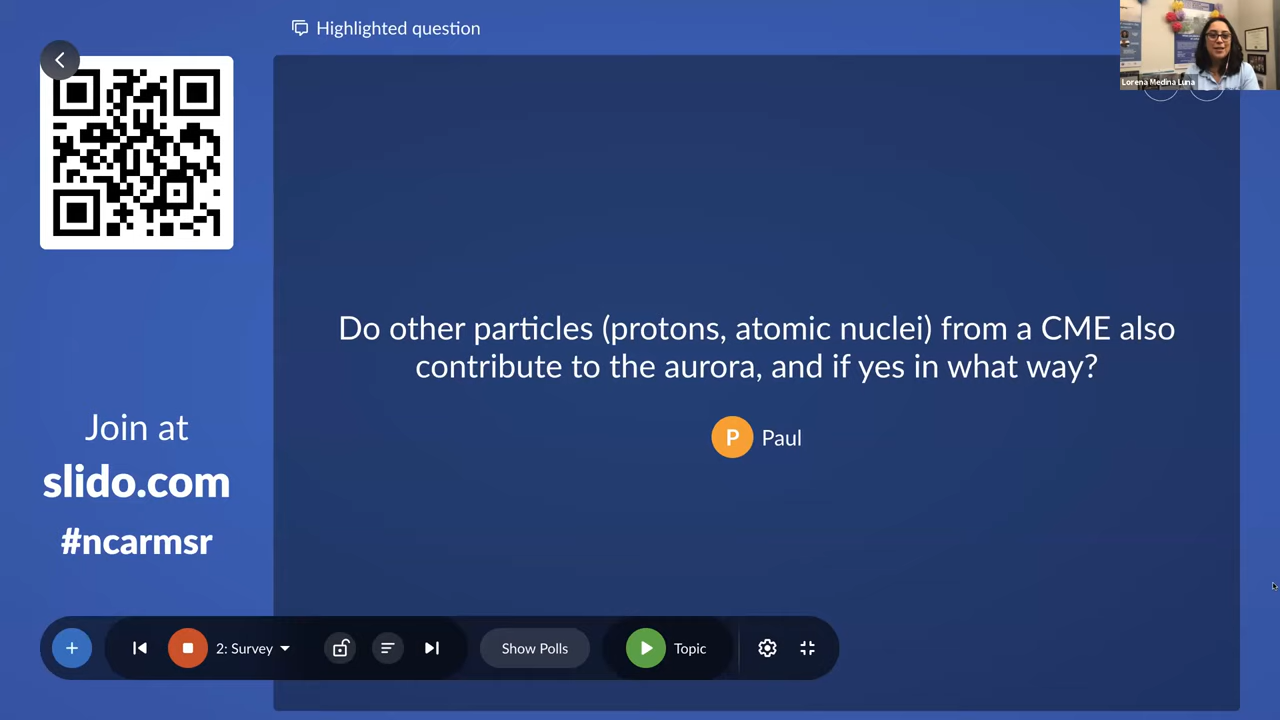 Highlighted question
Lorena Medina Luna
Do other particles (protons, atomic nuclei) from a CME also
contribute to the aurora, and if yes in what way?
P Paul
Join at
slido.com
#ncarmsr
2: Survey
Show Polls
Topic